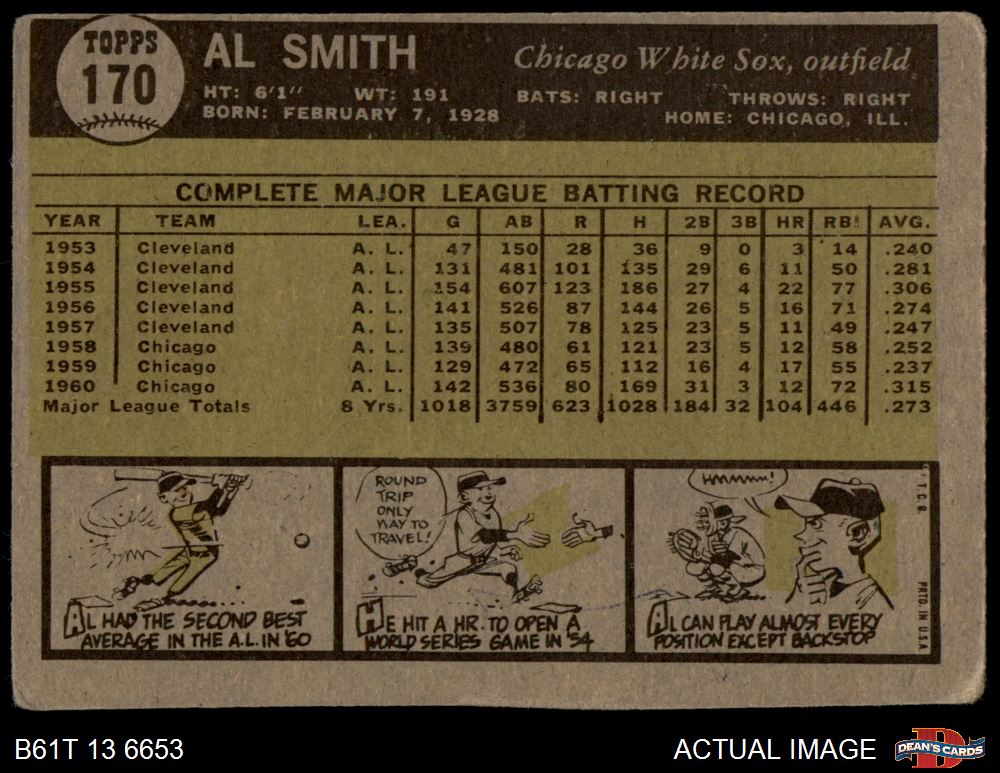 TOPPS
170
AL SMITH
Chicago White Sox, outfield
HT: 6'1" WT: 191 BATS: RIGHT THROWS: RIGHT
BORN: FEBRUARY 7, 1928 HOME: CHICAGO, ILL.
COMPLETE MAJOR LEAGUE BATTING RECORD
YEAR TEAM LEA. G AB R H 2B 3B HR RBI AVG.
1953 Cleveland A. L. 47 150 28 36 9 0 3 14 .240
1954 Cleveland A. L. 131 481 101 135 29 6 11 50 .281
1955 Cleveland A. L. 154 607 123 186 27 4 22 77 .306
1956 Cleveland A. L. 141 526 87 144 26 5 16 71 .274
1957 Cleveland A. L. 135 507 78 125 23 5 11 49 .247
1958 Chicago A. L. 139 480 61 121 23 5 12 58 .252
1959 Chicago A. L. 129 472 65 112 16 4 17 55 .237
1960 Chicago A. L. 142 536 80 169 31 3 12 72 .315
Major League Totals 8 Yrs. 1018 3759 623 1028 184 32 104 446 .273
AL HAD THE SECOND BEST
AVERAGE IN THE A.L. IN '60
ROUND
TRIP
ONLY
WAY TO
TRAVEL!
HE HIT A HR. TO OPEN A
WORLD SERIES GAME IN '54
HMMMM!
AL CAN PLAY ALMOST EVERY
POSITION EXCEPT BACKSTOP
T. C. G.
PRTD. IN U.S.A.
B61T 13 6653
ACTUAL IMAGE
DEAN'S CARDS